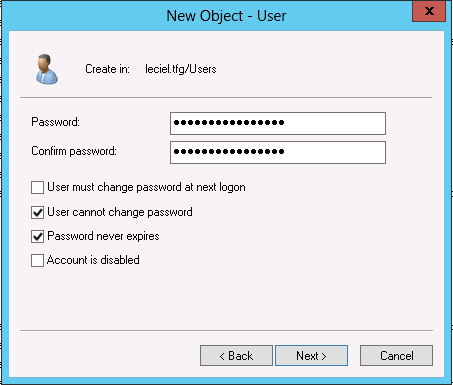 New Object - User
x
Create in: leciel.tfg/Users
Password: ●●●●●●●●●●●●●●●●
Confirm password: ●●●●●●●●●●●●●●●●
User must change password at next logon
User cannot change password
Password never expires
Account is disabled
< Back Next > Cancel